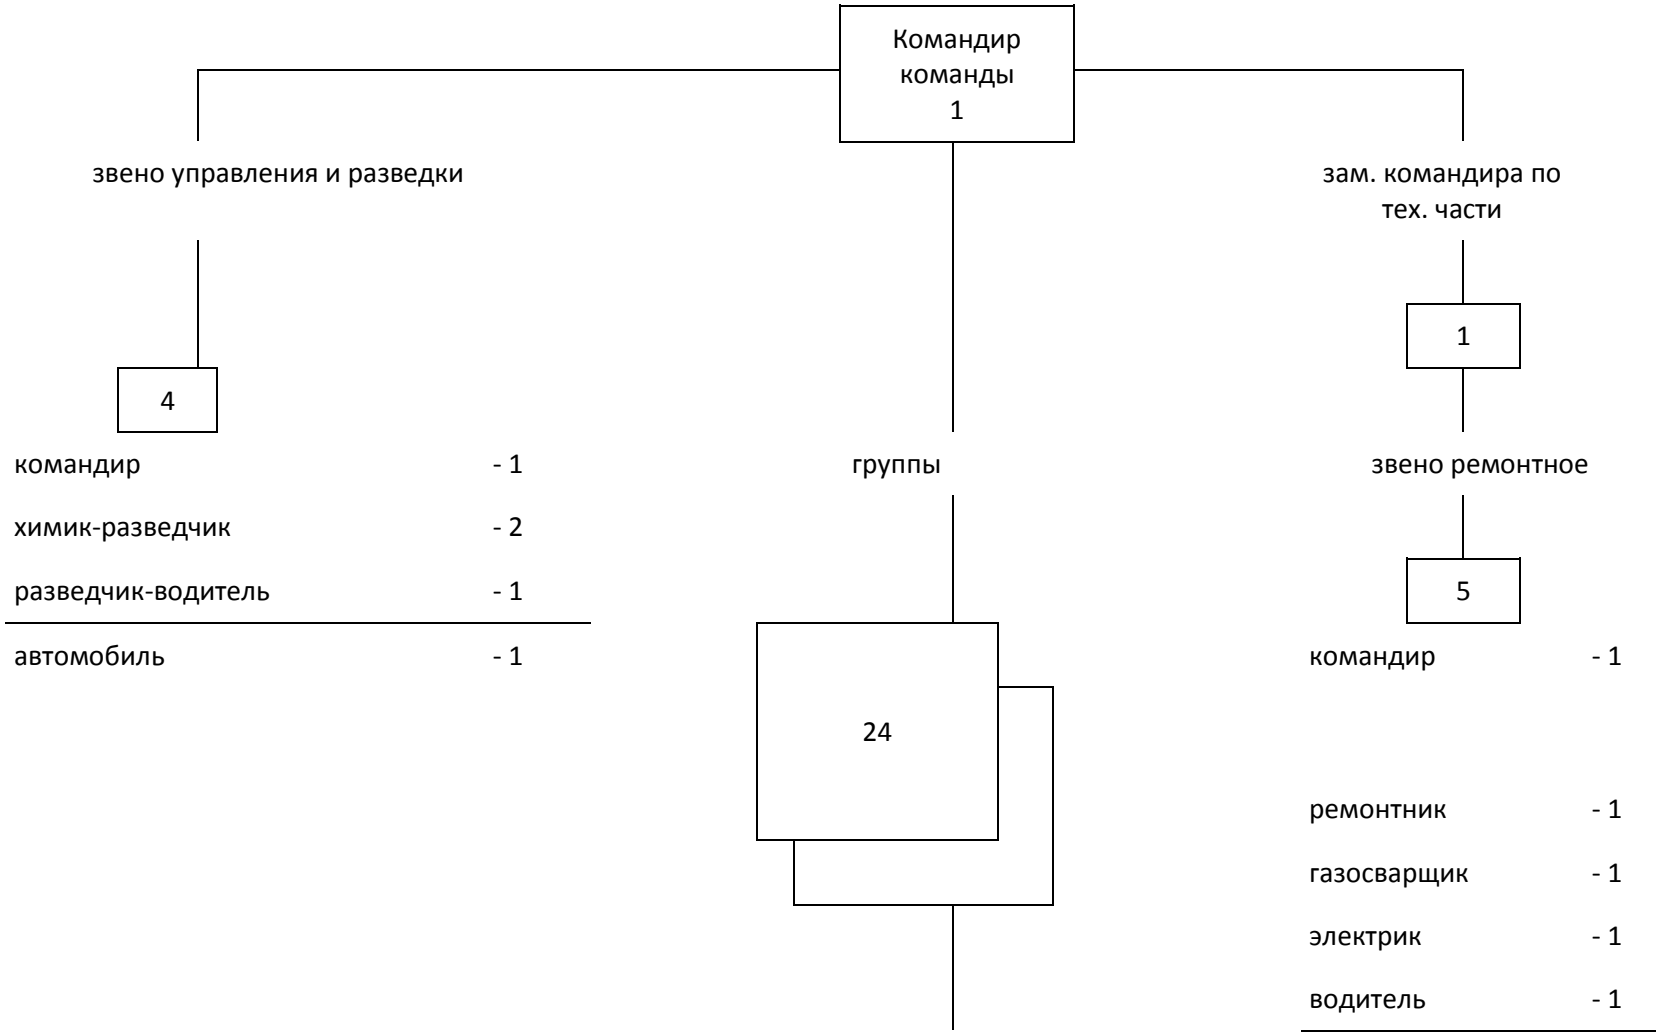 Командир
команды
1
звено управления и разведки
зам. командира по
тех. части
1
4
командир - 1
группы
звено ремонтное
химик-разведчик - 2
разведчик-водитель - 1
5
автомобиль - 1
командир - 1
24
ремонтник - 1
газосварщик - 1
электрик - 1
водитель - 1